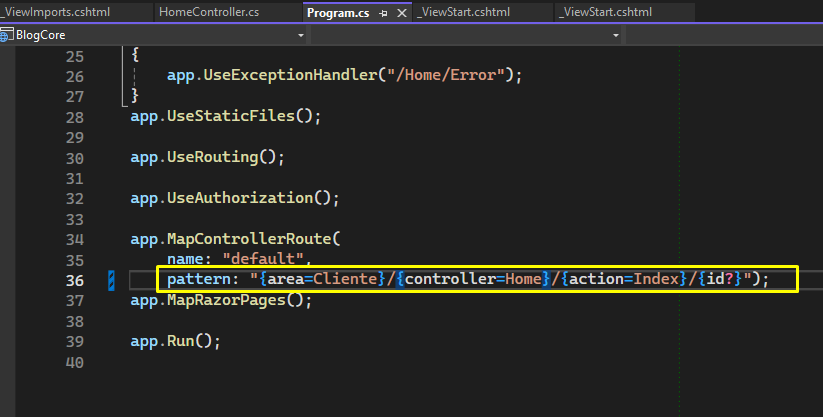 _ViewImports.cshtml HomeController.cs Program.cs _ViewStart.cshtml _ViewStart.cshtml
BlogCore
25 {
26 app.UseExceptionHandler("/Home/Error");
27 }
28 app.UseStaticFiles();
29
30 app.UseRouting();
31
32 app.UseAuthorization();
33
34 app.MapControllerRoute(
35 name: "default",
36 pattern: "{area=Cliente}/{controller=Home}/{action=Index}/{id?}");
37 app.MapRazorPages();
38
39 app.Run();
40